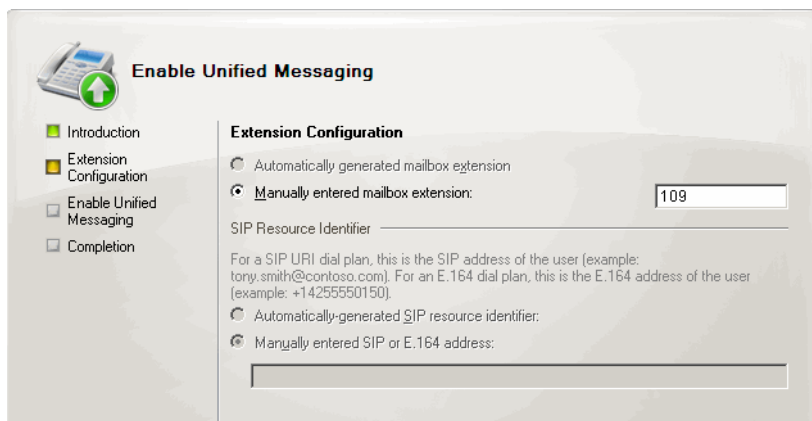 Enable Unified Messaging
Introduction
Extension
Configuration
Enable Unified
Messaging
Completion
Extension Configuration
Automatically generated mailbox extension
Manually entered mailbox extension:
109
SIP Resource Identifier
For a SIP URI dial plan, this is the SIP address of the user (example:
tony.smith@contoso.com). For an E.164 dial plan, this is the E.164 address of the user
(example: +14255550150).
Automatically-generated SIP resource identifier:
Manually entered SIP or E.164 address: